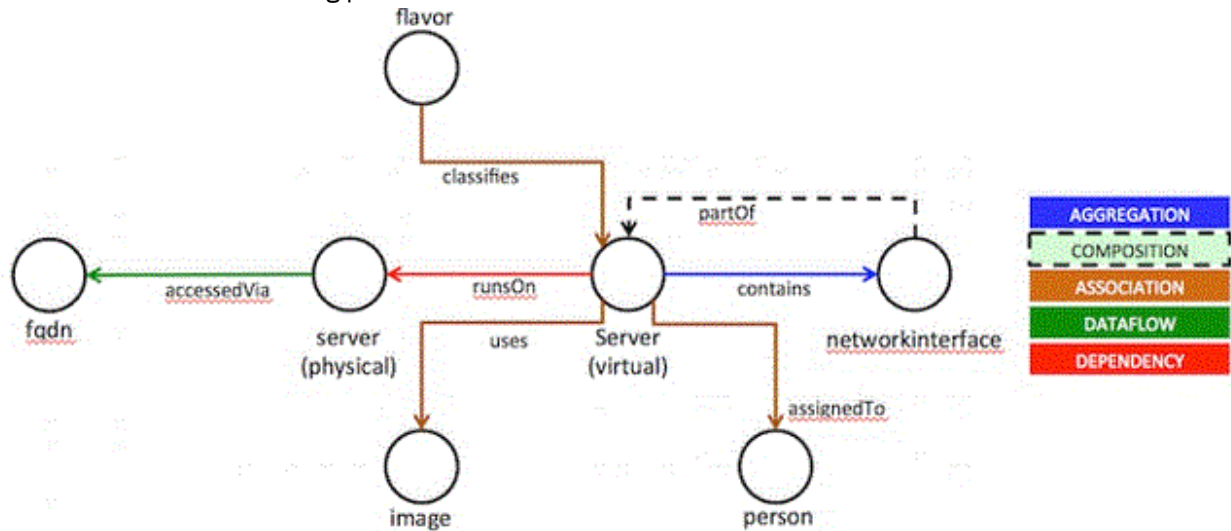 flavor
classifies
partOf
AGGREGATION
COMPOSITION
ASSOCIATION
DATAFLOW
DEPENDENCY
accessedVia
runsOn
contains
fqdn
server
(physical)
uses
Server
(virtual)
networkinterface
assignedTo
image
person